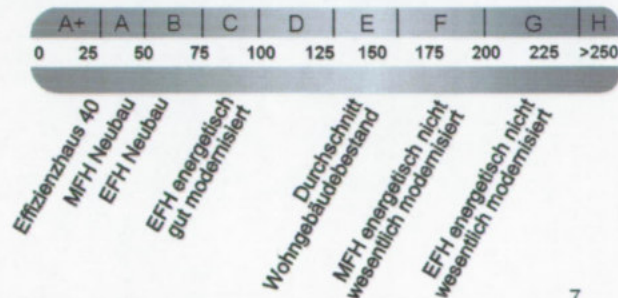 A+ A B C D E F G H
0 25 50 75 100 125 150 175 200 225 >250
Effizienzhaus 40
MFH Neubau
EFH Neubau
EFH energetisch
gut modernisiert
Durchschnitt
Wohngebäudebestand
MFH energetisch nicht
wesentlich modernisiert
EFH energetisch nicht
wesentlich modernisiert
7